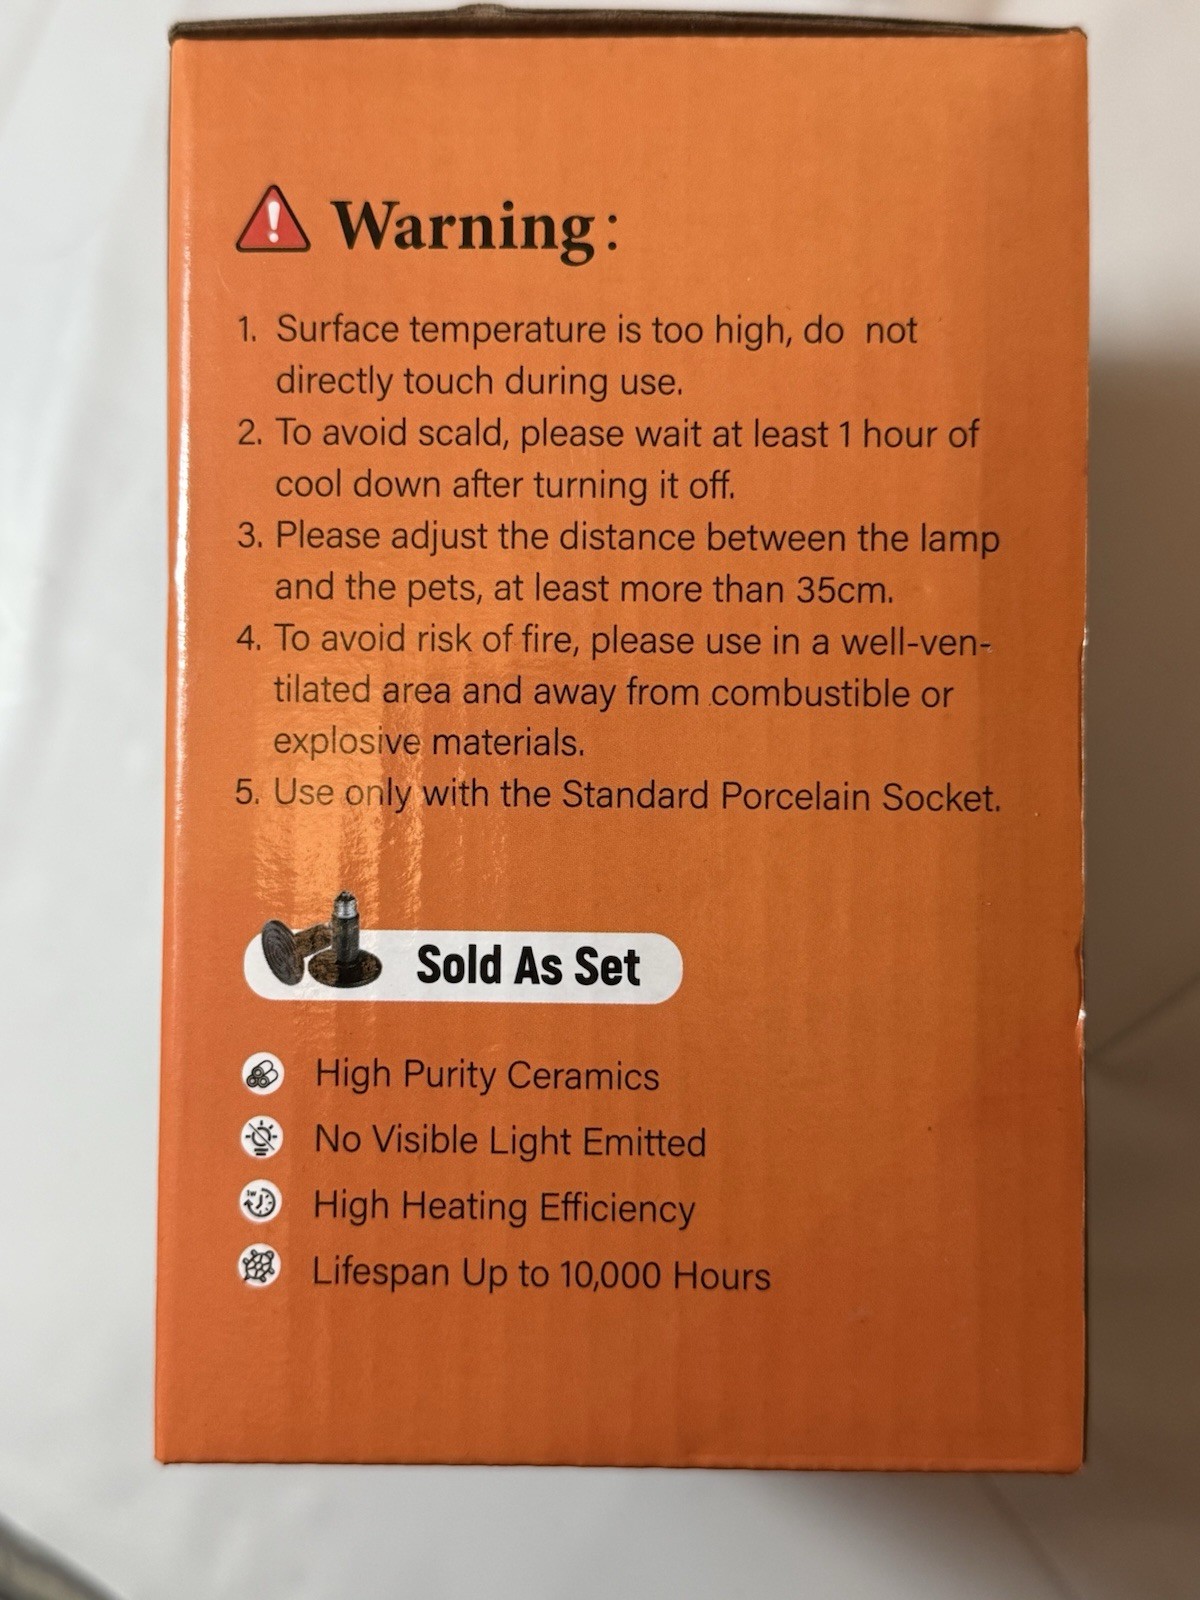 Warning:
1. Surface temperature is too high, do not
directly touch during use.
2. To avoid scald, please wait at least 1 hour of
cool down after turning it off.
3. Please adjust the distance between the lamp
and the pets, at least more than 35cm.
4. To avoid risk of fire, please use in a well-ven-
tilated area and away from combustible or
explosive materials.
5. Use only with the Standard Porcelain Socket.
Sold As Set
High Purity Ceramics
No Visible Light Emitted
High Heating Efficiency
Lifespan Up to 10,000 Hours